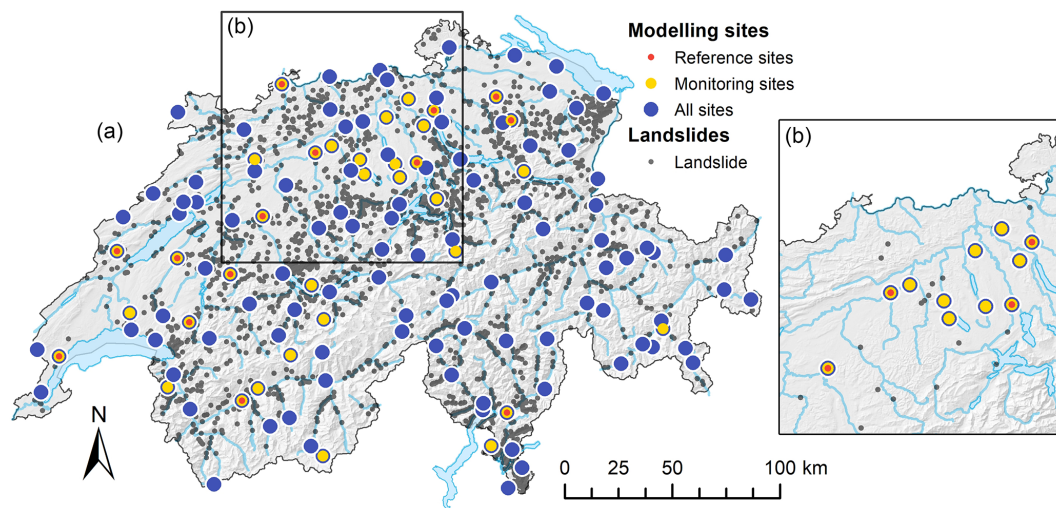 (b)
Modelling sites
Reference sites
Monitoring sites
All sites
Landslides
Landslide
(a)
(b)
N
0 25 50 100 km